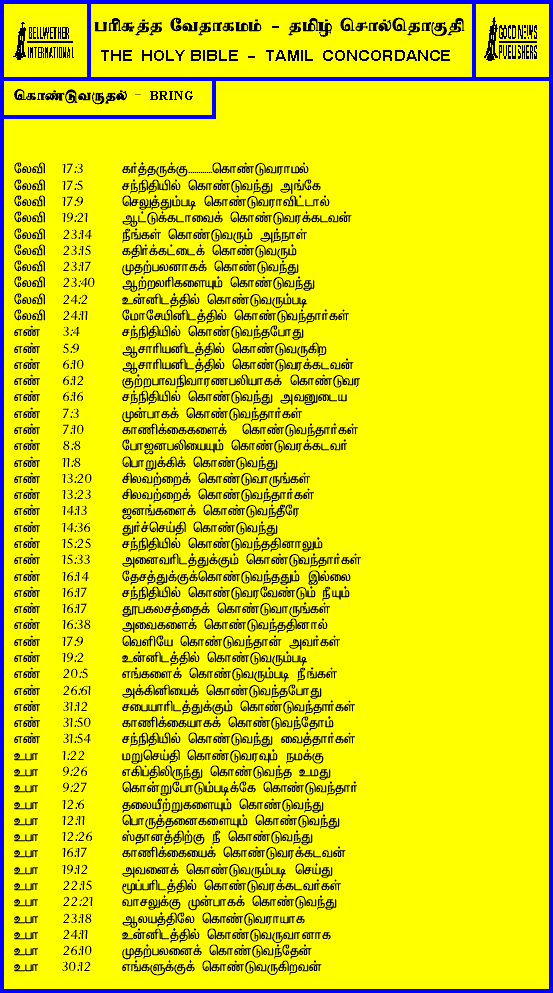 BELLWETHER
INTERNATIONAL
பரிசுத்த வேதாகமம் - தமிழ் சொல்தொகுதி
THE HOLY BIBLE - TAMIL CONCORDANCE
GOOD NEWS
PUBLISHERS
கொண்டுவருதல் - BRING
லேவி 17:3 கர்த்தருக்கு............கொண்டுவராமல்
லேவி 17:5 சந்நிதியில் கொண்டுவந்து அங்கே
லேவி 17:9 செலுத்தும்படி கொண்டுவராவிட்டால்
லேவி 19:21 ஆட்டுக்கடாவைக் கொண்டுவரக்கடவன்
லேவி 23:14 நீங்கள் கொண்டுவரும் அந்நாள்
லேவி 23:15 கதிர்க்கட்டைக் கொண்டுவரும்
லேவி 23:17 முதற்பலனாகக் கொண்டுவந்து
லேவி 23:40 ஆற்றலரிகளையும் கொண்டுவந்து
லேவி 24:2 உன்னிடத்தில் கொண்டுவரும்படி
லேவி 24:11 மோசேயினிடத்தில் கொண்டுவந்தார்கள்
எண் 3:4 சந்நிதியில் கொண்டுவந்தபோது
எண் 5:9 ஆசாரியனிடத்தில் கொண்டுவருகிற
எண் 6:10 ஆசாரியனிடத்தில் கொண்டுவரக்கடவன்
எண் 6:12 குற்றபாவநிவாரணபலியாகக் கொண்டுவர
எண் 6:16 சந்நிதியில் கொண்டுவந்து அவனுடைய
எண் 7:3 முன்பாகக் கொண்டுவந்தார்கள்
எண் 7:10 காணிக்கைகளைக் கொண்டுவந்தார்கள்
எண் 8:8 போஜனபலியையும் கொண்டுவரக்கடவர்
எண் 11:8 பொறுக்கிக் கொண்டுவந்து
எண் 13:20 சிலவற்றைக் கொண்டுவாருங்கள்
எண் 13:23 சிலவற்றைக் கொண்டுவந்தார்கள்
எண் 14:13 ஜனங்களைக் கொண்டுவந்தீரே
எண் 14:36 துர்ச்செய்தி கொண்டுவந்து
எண் 15:25 சந்நிதியில் கொண்டுவந்ததினாலும்
எண் 15:33 அனைவரிடத்துக்கும் கொண்டுவந்தார்கள்
எண் 16:14 தேசத்துக்குக்கொண்டுவந்ததும் இல்லை
எண் 16:17 சந்நிதியில் கொண்டுவரவேண்டும் நீயும்
எண் 16:17 தூபகலசத்தைக் கொண்டுவாருங்கள்
எண் 16:38 அவைகளைக் கொண்டுவந்ததினால்
எண் 17:9 வெளியே கொண்டுவந்தான் அவர்கள்
எண் 19:2 உன்னிடத்தில் கொண்டுவரும்படி
எண் 20:5 எங்களைக் கொண்டுவரும்படி நீங்கள்
எண் 26:61 அக்கினியைக் கொண்டுவந்தபோது
எண் 31:12 சபையாரிடத்துக்கும் கொண்டுவந்தார்கள்
எண் 31:50 காணிக்கையாகக் கொண்டுவந்தோம்
எண் 31:54 சந்நிதியில் கொண்டுவந்து வைத்தார்கள்
உபா 1:22 மறுசெய்தி கொண்டுவரவும் நமக்கு
உபா 9:26 எகிப்திலிருந்து கொண்டுவந்த உமது
உபா 9:27 கொன்றுபோடும்படிக்கே கொண்டுவந்தார்
உபா 12:6 தலையீற்றுகளையும் கொண்டுவந்து
உபா 12:11 பொருத்தனைகளையும் கொண்டுவந்து
உபா 12:26 ஸ்தானத்திற்கு நீ கொண்டுவந்து
உபா 16:17 காணிக்கையைக் கொண்டுவரக்கடவன்
உபா 19:12 அவனைக் கொண்டுவரும்படி செய்து
உபா 22:15 மூப்பரிடத்தில் கொண்டுவரக்கடவர்கள்
உபா 22:21 வாசலுக்கு முன்பாகக் கொண்டுவந்து
உபா 23:18 ஆலயத்திலே கொண்டுவராயாக
உபா 24:11 உன்னிடத்தில் கொண்டுவருவானாக
உபா 26:10 முதற்பலனைக் கொண்டுவந்தேன்
உபா 30:12 எங்களுக்குக் கொண்டுவருகிறவன்